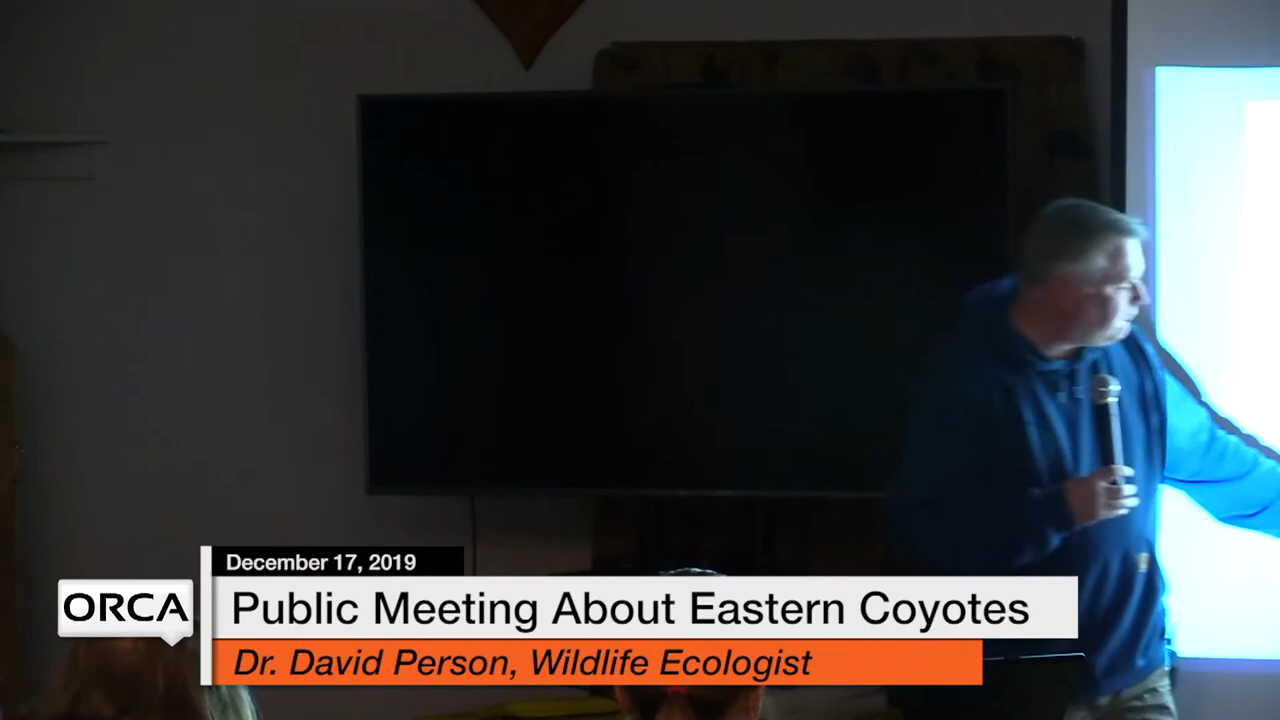 December 17, 2019
ORCA
Public Meeting About Eastern Coyotes
Dr. David Person, Wildlife Ecologist